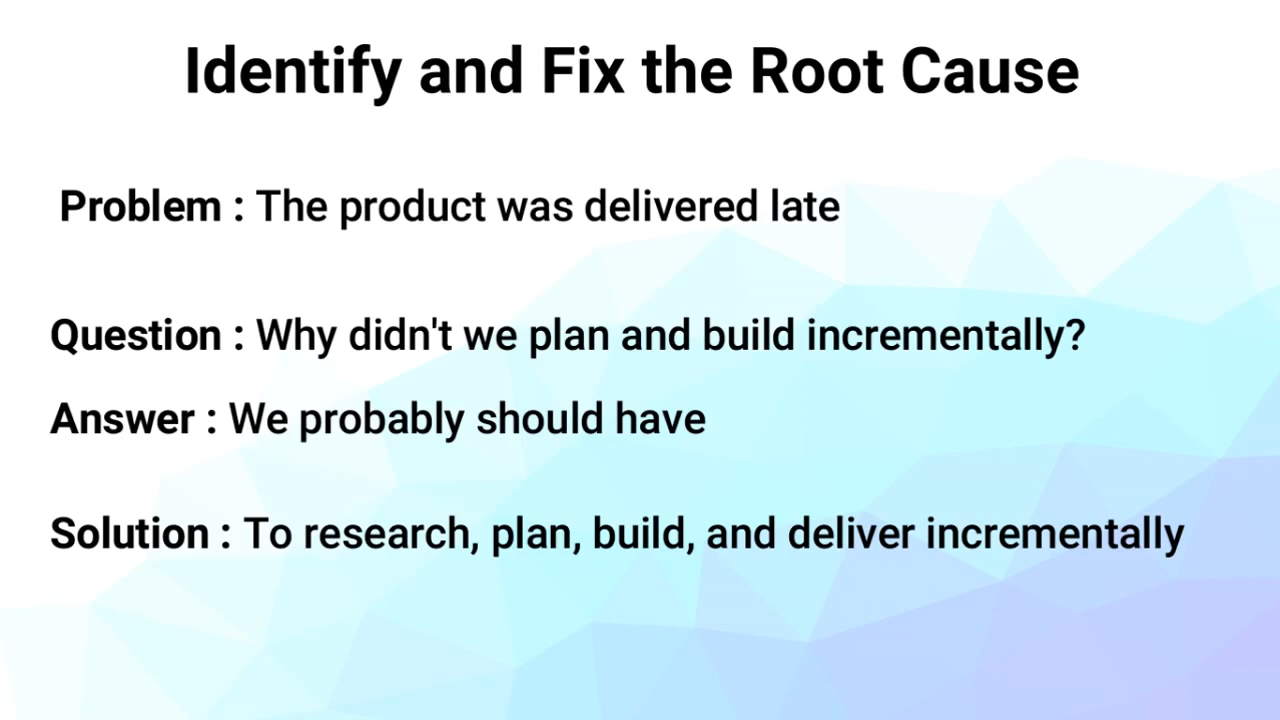 Identify and Fix the Root Cause
Problem : The product was delivered late
Question : Why didn't we plan and build incrementally?
Answer : We probably should have
Solution : To research, plan, build, and deliver incrementally